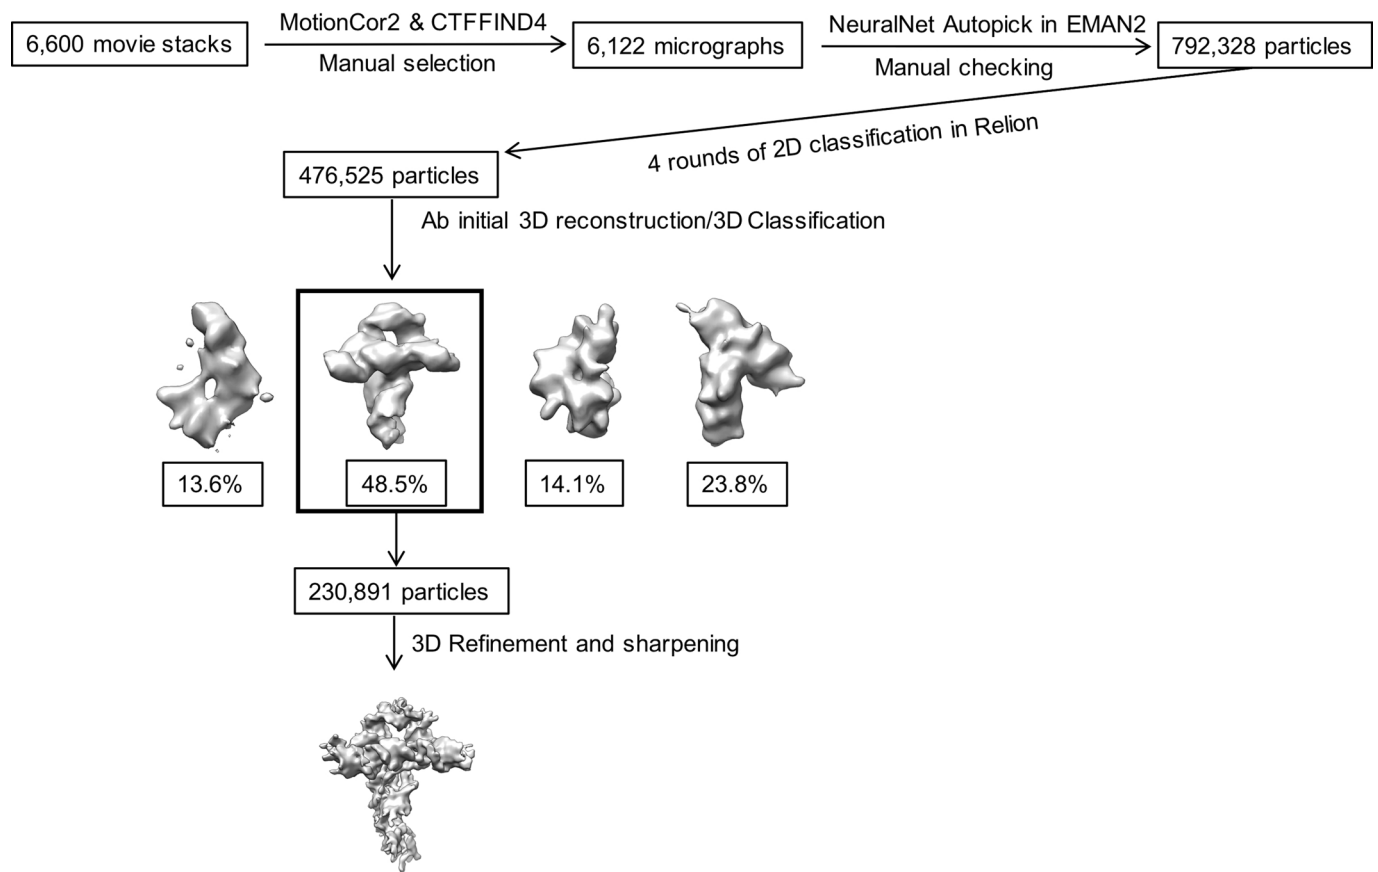 6,600 movie stacks
MotionCor2 & CTFFIND4
Manual selection
6,122 micrographs
NeuralNet Autopick in EMAN2
Manual checking
792,328 particles
4 rounds of 2D classification in Relion
476,525 particles
Ab initial 3D reconstruction/3D Classification
13.6%
48.5%
14.1%
23.8%
230,891 particles
3D Refinement and sharpening